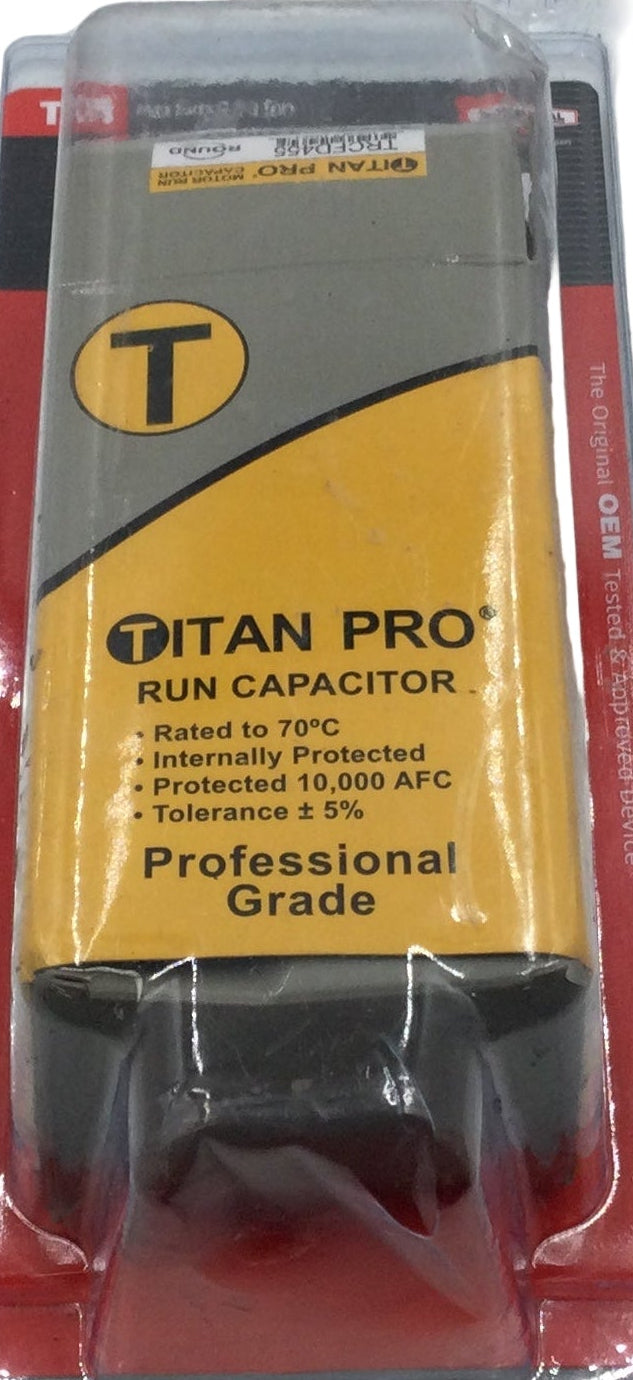 TRCFD455
ROUND
TITAN PRO®
MOTOR RUN
CAPACITOR
T
TITAN PRO®
RUN CAPACITOR
• Rated to 70ºC
• Internally Protected
• Protected 10,000 AFC
• Tolerance ± 5%
Professional
Grade
The Original OEM Tested & Approved Device